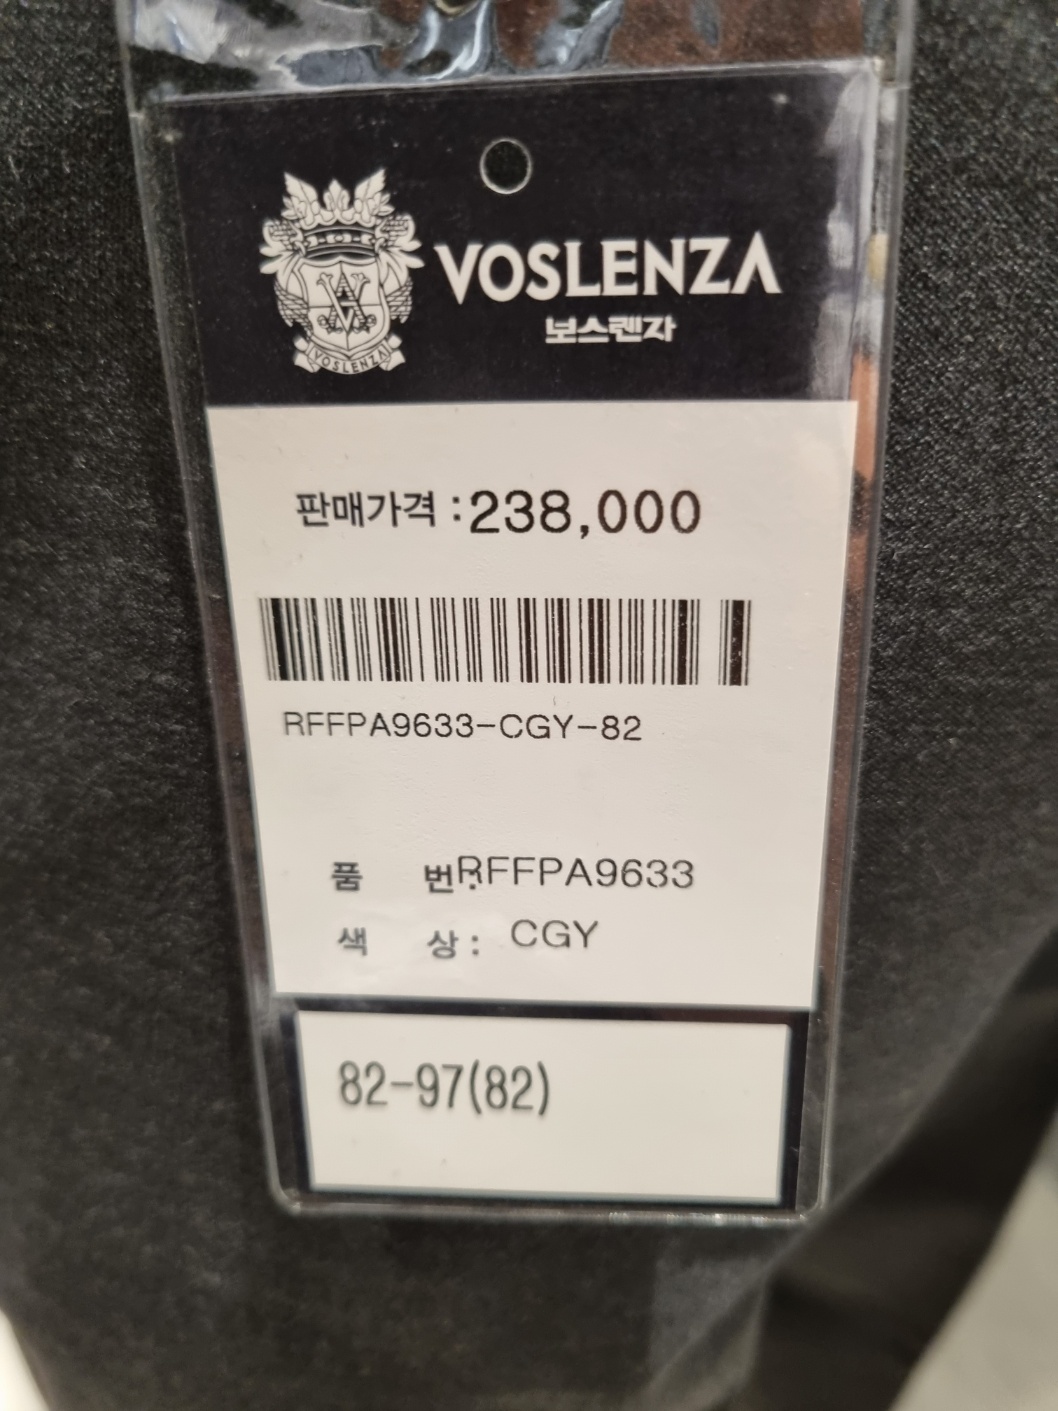 VOSLENZA
보스렌자
VOSLENZA
판매가격 :238,000
RFFPA9633-CGY-82
품 번:RFFPA9633
색 상: CGY
82-97(82)